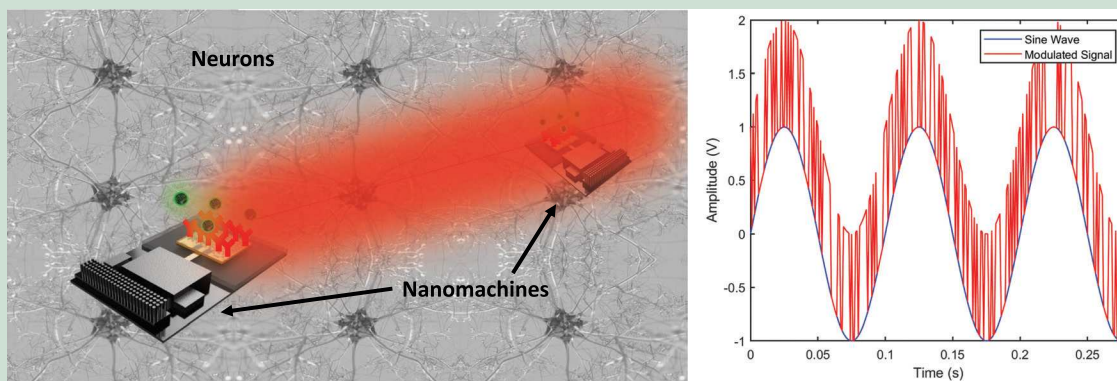 Neurons
Nanomachines
Sine Wave
Modulated Signal
2
1.5
1
0.5
0
-0.5
-1
Amplitude (V)
0
0.05
0.1
0.15
0.2
0.25
Time (s)